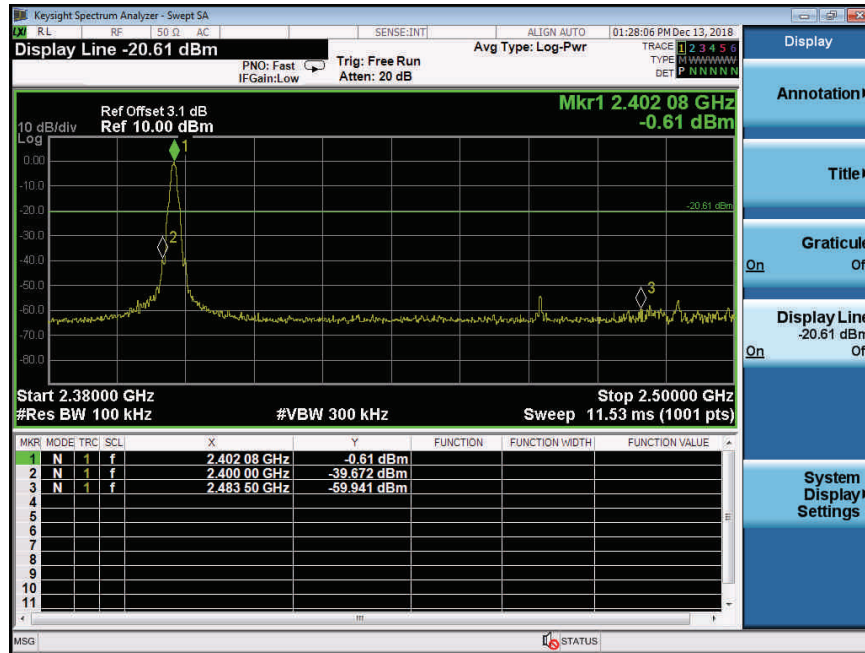 Keysight Spectrum Analyzer - Swept SA
LXI RL RF 50 Ω AC SENSE:INT ALIGN AUTO 01:28:06 PM Dec 13, 2018
Display Line -20.61 dBm
PNO: Fast
IFGain:Low
Trig: Free Run
Atten: 20 dB
Avg Type: Log-Pwr
TRACE 1 2 3 4 5 6
TYPE M W W W W W
DET P N N N N N
Ref Offset 3.1 dB
10 dB/div Ref 10.00 dBm
Log
Mkr1 2.402 08 GHz
-0.61 dBm
0.00
-10.0
-20.0
-30.0
-40.0
-50.0
-60.0
-70.0
-80.0
1
2
3
-20.61 dBm
Start 2.38000 GHz Stop 2.50000 GHz
#Res BW 100 kHz #VBW 300 kHz Sweep 11.53 ms (1001 pts)
MKR MODE TRC SCL X Y FUNCTION FUNCTION WIDTH FUNCTION VALUE
1 N 1 f 2.402 08 GHz -0.61 dBm
2 N 1 f 2.400 00 GHz -39.672 dBm
3 N 1 f 2.483 50 GHz -59.941 dBm
4
5
6
7
8
9
10
11
MSG STATUS
Display
Annotation
Title
Graticule
On Of
Display Line
-20.61 dBm
On Of
System
Display
Settings